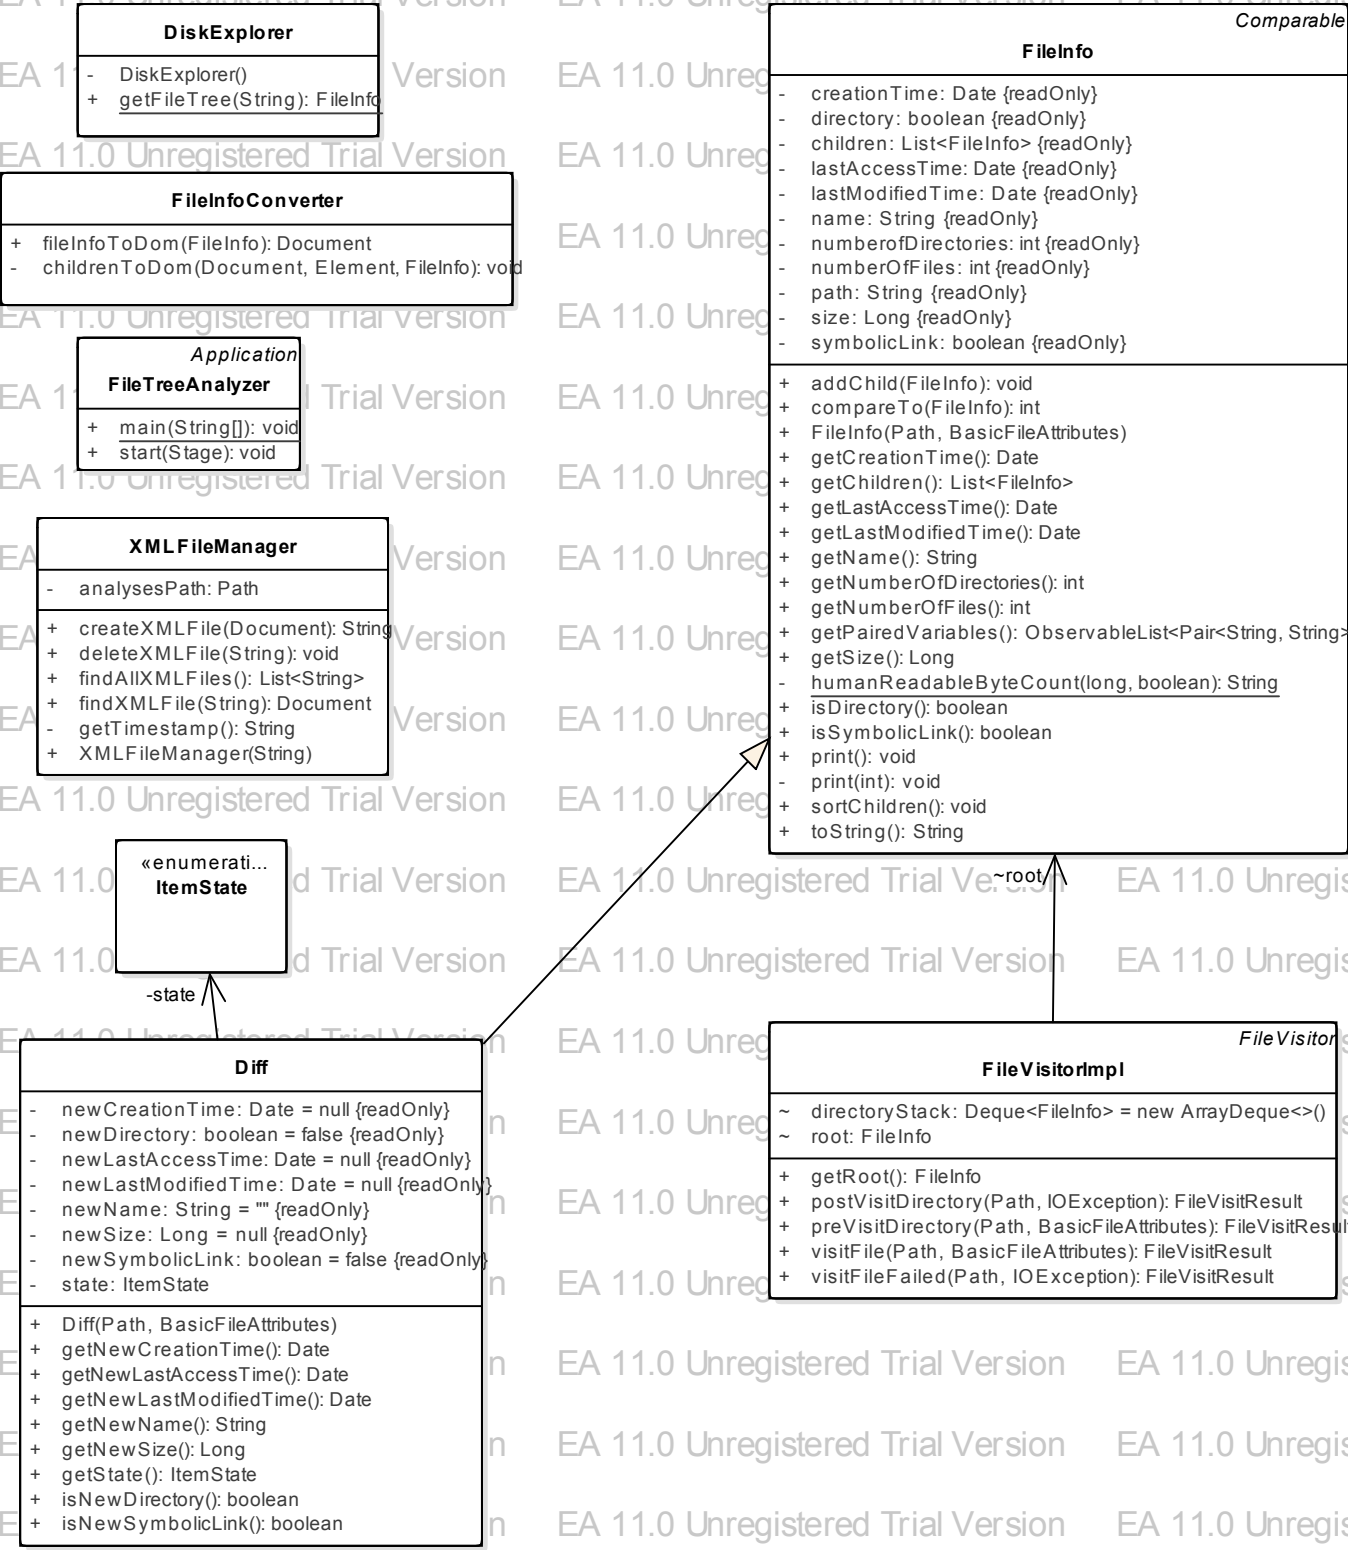 DiskExplorer
- DiskExplorer()
+ getFileTree(String): FileInfo
FileInfoConverter
+ fileInfoToDom(FileInfo): Document
- childrenToDom(Document, Element, FileInfo): void
Application
FileTreeAnalyzer
+ main(String[]): void
+ start(Stage): void
XMLFileManager
- analysesPath: Path
+ createXMLFile(Document): String
+ deleteXMLFile(String): void
+ findAllXMLFiles(): List<String>
+ findXMLFile(String): Document
- getTimestamp(): String
+ XMLFileManager(String)
«enumerati...
ItemState
-state
Diff
- newCreationTime: Date = null {readOnly}
- newDirectory: boolean = false {readOnly}
- newLastAccessTime: Date = null {readOnly}
- newLastModifiedTime: Date = null {readOnly}
- newName: String = "" {readOnly}
- newSize: Long = null {readOnly}
- newSymbolicLink: boolean = false {readOnly}
- state: ItemState
+ Diff(Path, BasicFileAttributes)
+ getNewCreationTime(): Date
+ getNewLastAccessTime(): Date
+ getNewLastModifiedTime(): Date
+ getNewName(): String
+ getNewSize(): Long
+ getState(): ItemState
+ isNewDirectory(): boolean
+ isNewSymbolicLink(): boolean
Comparable
FileInfo
- creationTime: Date {readOnly}
- directory: boolean {readOnly}
- children: List<FileInfo> {readOnly}
- lastAccessTime: Date {readOnly}
- lastModifiedTime: Date {readOnly}
- name: String {readOnly}
- numberofDirectories: int {readOnly}
- numberOfFiles: int {readOnly}
- path: String {readOnly}
- size: Long {readOnly}
- symbolicLink: boolean {readOnly}
+ addChild(FileInfo): void
+ compareTo(FileInfo): int
+ FileInfo(Path, BasicFileAttributes)
+ getCreationTime(): Date
+ getChildren(): List<FileInfo>
+ getLastAccessTime(): Date
+ getLastModifiedTime(): Date
+ getName(): String
+ getNumberOfDirectories(): int
+ getNumberOfFiles(): int
+ getPairedVariables(): ObservableList<Pair<String, String>
+ getSize(): Long
- humanReadableByteCount(long, boolean): String
+ isDirectory(): boolean
+ isSymbolicLink(): boolean
+ print(): void
- print(int): void
+ sortChildren(): void
+ toString(): String
~root
FileVisitor
FileVisitorImpl
~ directoryStack: Deque<FileInfo> = new ArrayDeque<>()
~ root: FileInfo
+ getRoot(): FileInfo
+ postVisitDirectory(Path, IOException): FileVisitResult
+ preVisitDirectory(Path, BasicFileAttributes): FileVisitResult
+ visitFile(Path, BasicFileAttributes): FileVisitResult
+ visitFileFailed(Path, IOException): FileVisitResult
EA 11.0 Unregistered Trial Version